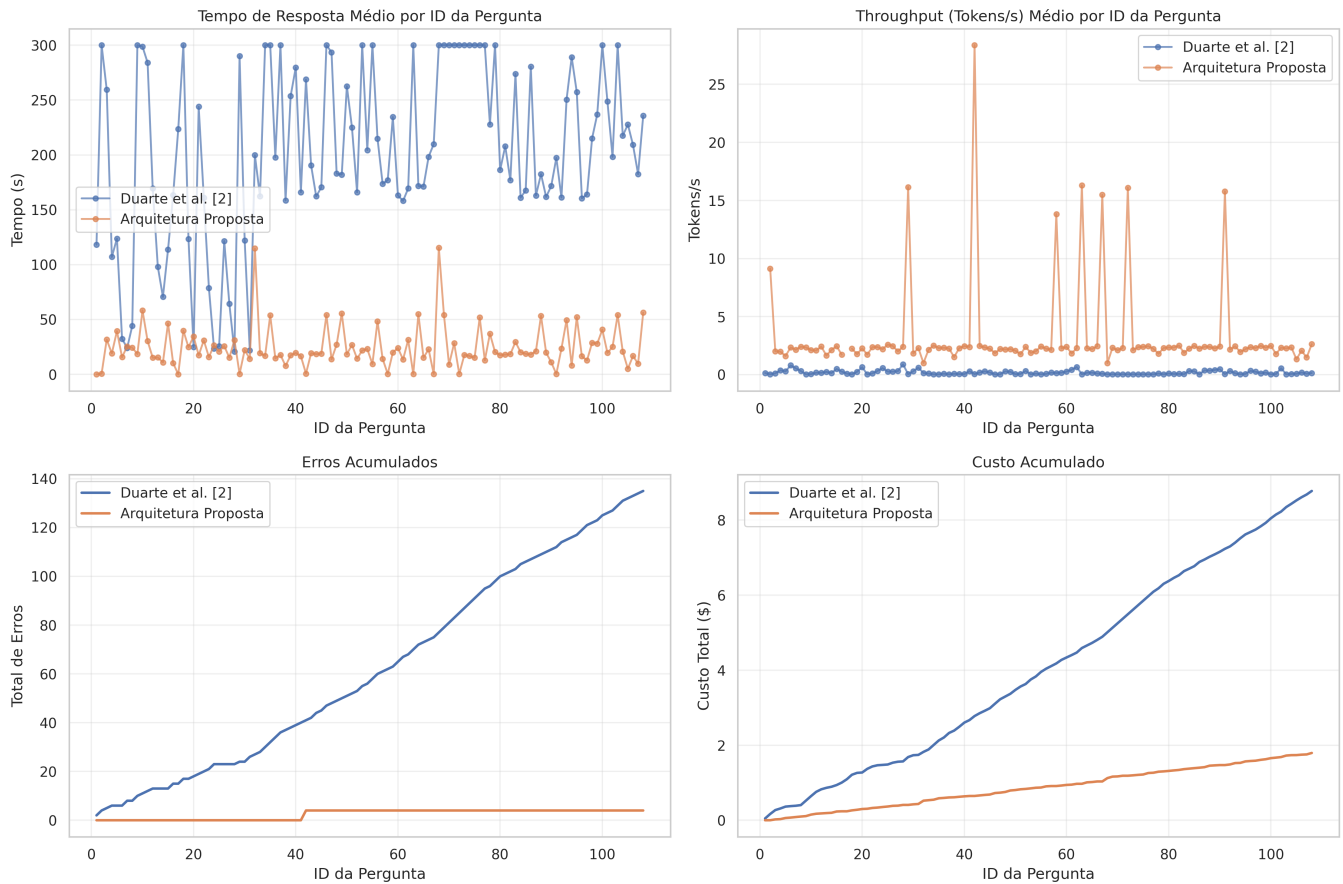 Tempo de Resposta Médio por ID da Pergunta
300
250
200
150
100
50
0
Tempo (s)
Duarte et al. [2]
Arquitetura Proposta
0 20 40 60 80 100
ID da Pergunta
Throughput (Tokens/s) Médio por ID da Pergunta
25
20
15
10
5
0
Tokens/s
Duarte et al. [2]
Arquitetura Proposta
0 20 40 60 80 100
ID da Pergunta
Erros Acumulados
140
120
100
80
60
40
20
0
Total de Erros
Duarte et al. [2]
Arquitetura Proposta
0 20 40 60 80 100
ID da Pergunta
Custo Acumulado
8
6
4
2
0
Custo Total ($)
Duarte et al. [2]
Arquitetura Proposta
0 20 40 60 80 100
ID da Pergunta